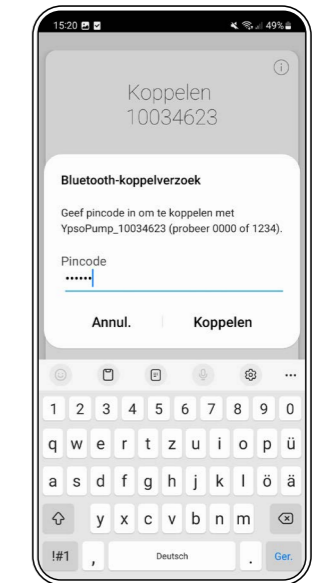 15:20 49%
Koppelen
10034623
Bluetooth-koppelverzoek
Geef pincode in om te koppelen met
YpsoPump_10034623 (probeer 0000 of 1234).
Pincode
••••••
Annul. Koppelen
1 2 3 4 5 6 7 8 9 0
q w e r t z u i o p ü
a s d f g h j k l ö ä
y x c v b n m
!#1 , Deutsch . Ger.